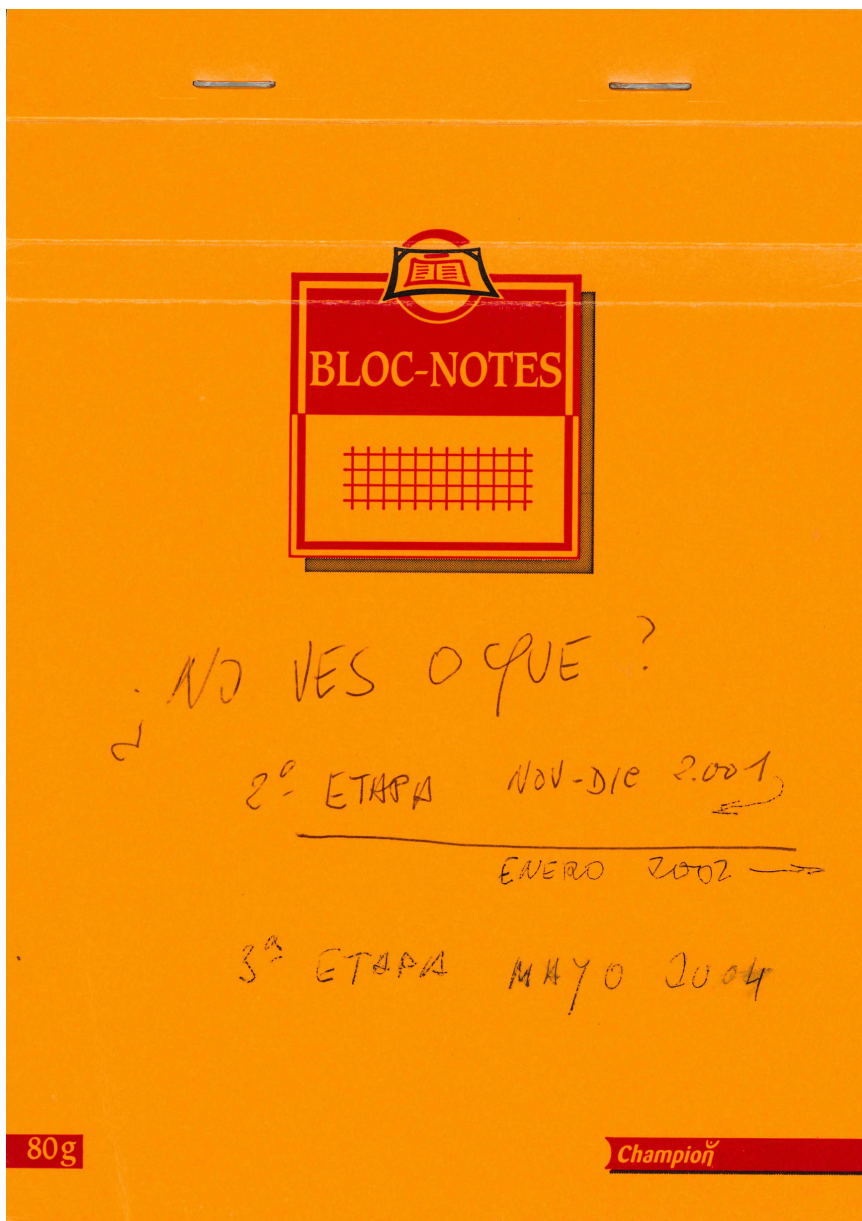 BLOC-NOTES
¿NO VES O QUE?
2ª ETAPA NOV-DIC 2.001
ENERO 2002
3ª ETAPA MAYO 2004
80g
Champion